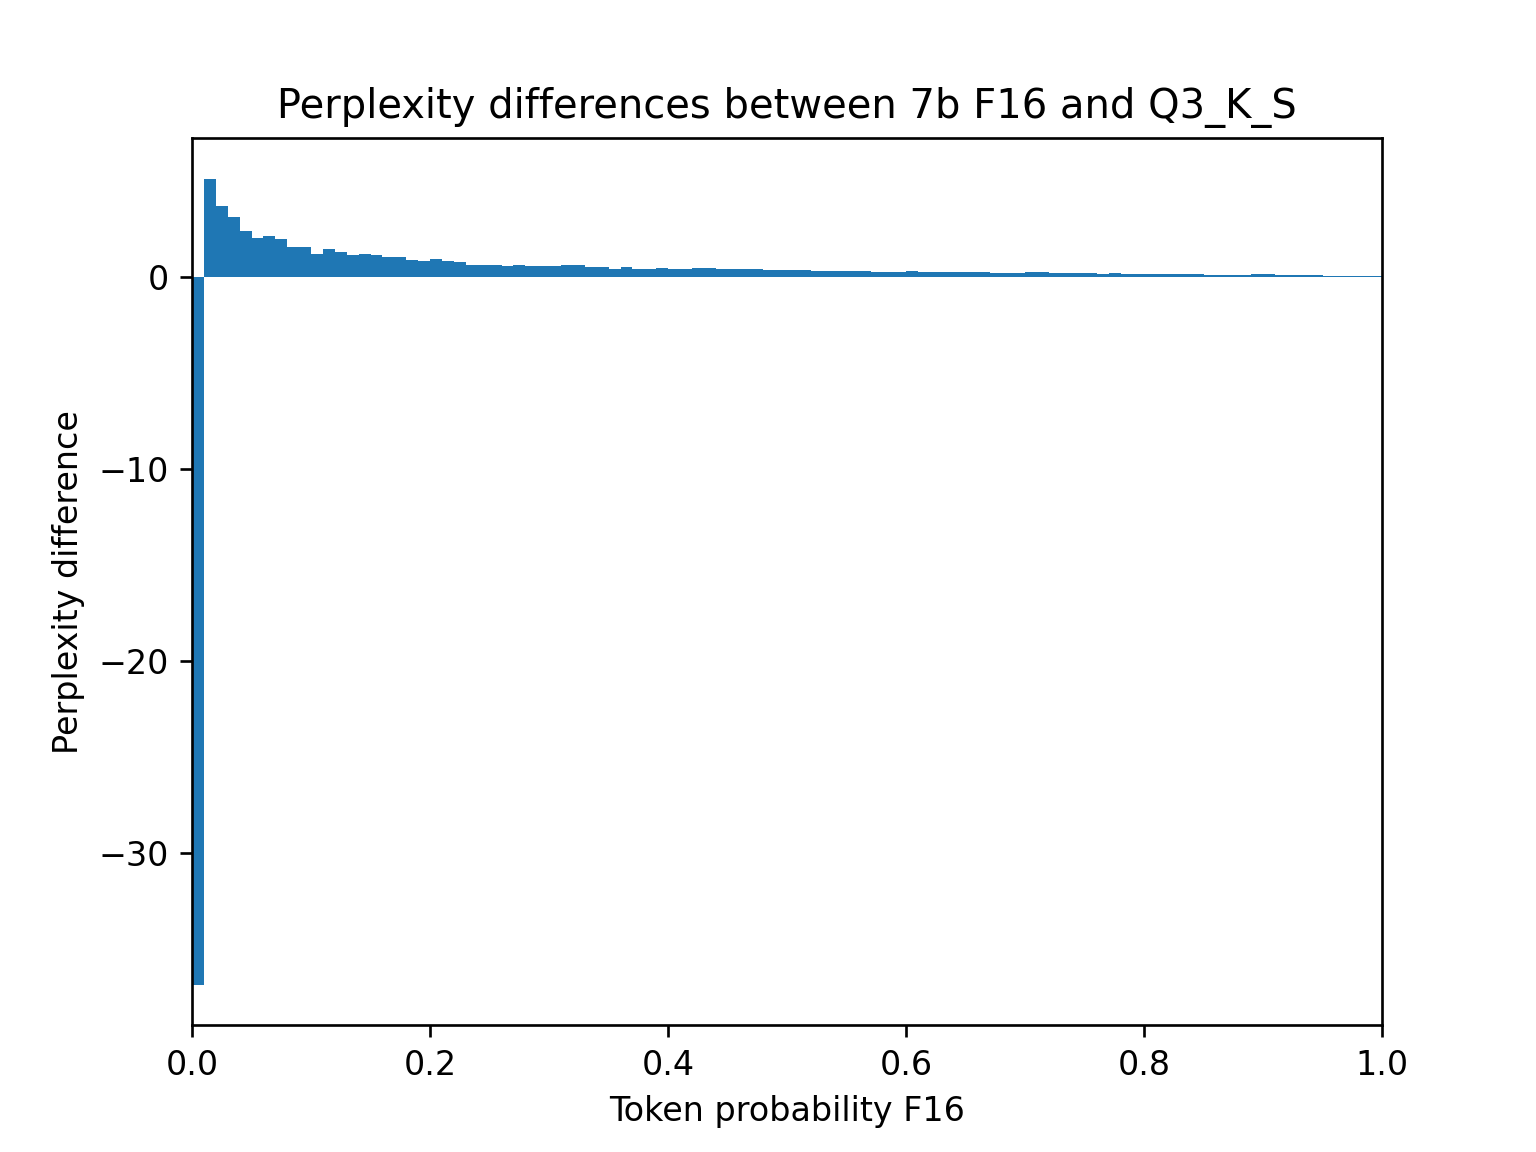 Perplexity differences between 7b F16 and Q3_K_S
0
−10
−20
−30
Perplexity difference
0.0 0.2 0.4 0.6 0.8 1.0
Token probability F16